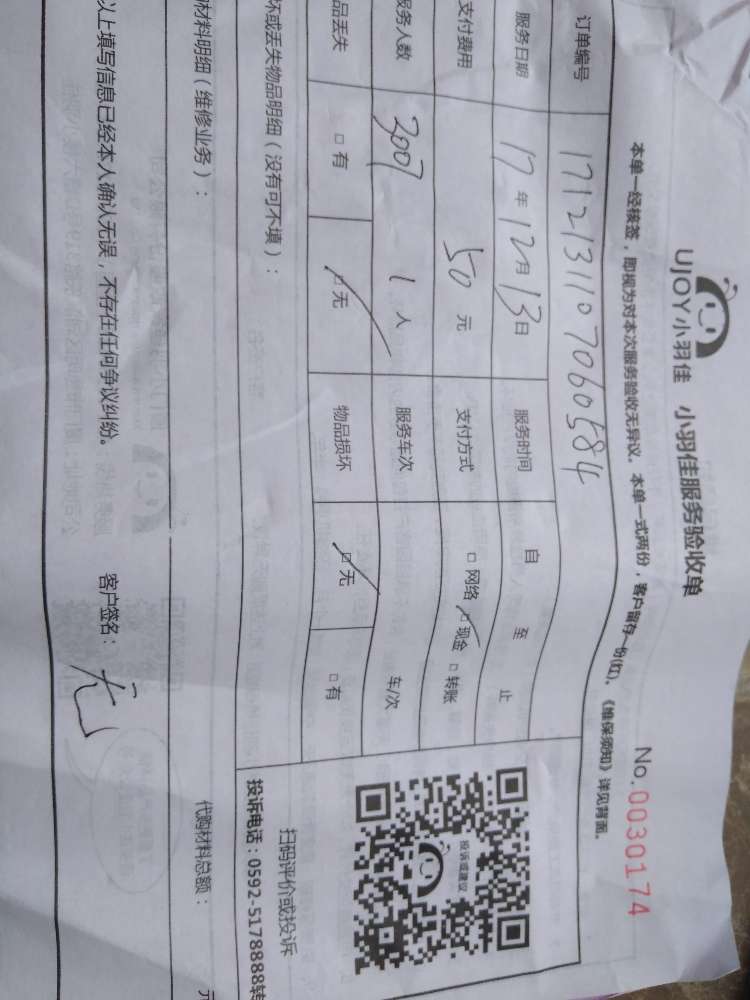 UJOY小羽佳 小羽佳服务验收单
No.0030174
本单一经核签，即视为对本次服务验收无异议。本单一式两份，客户留存一份(红)，《维保须知》详见背面。
订单编号 1712131107060584
服务日期 17年12月13日 服务时间 自 至 止
支付费用 50元 支付方式 □网络 □现金 □转账
服务人数 1人 服务车次 车/次
3007
品丢失 □有 □无 物品损坏 □无 □有
坏或丢失物品明细（没有可不填）：
投诉或建议
扫码评价或投诉
投诉电话：0592-5178888转
材料明细（维修业务）： 代购材料总额： 元
以上填写信息已经本人确认无误，不存在任何争议纠纷。 客户签名：